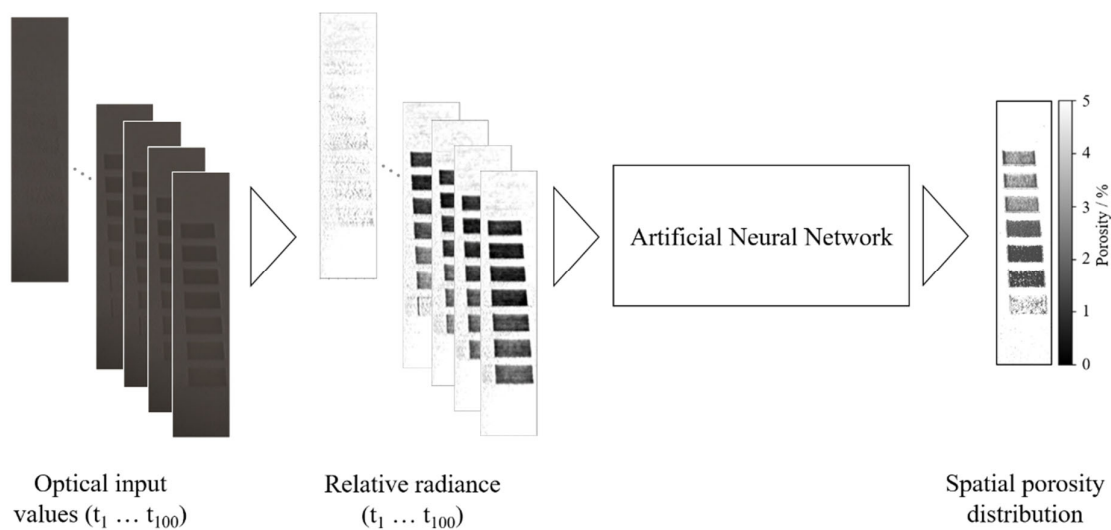 Artificial Neural Network
5
4
3
2
1
0
Porosity / %
Optical input
values (t₁ … t₁₀₀)
Relative radiance
(t₁ … t₁₀₀)
Spatial porosity
distribution